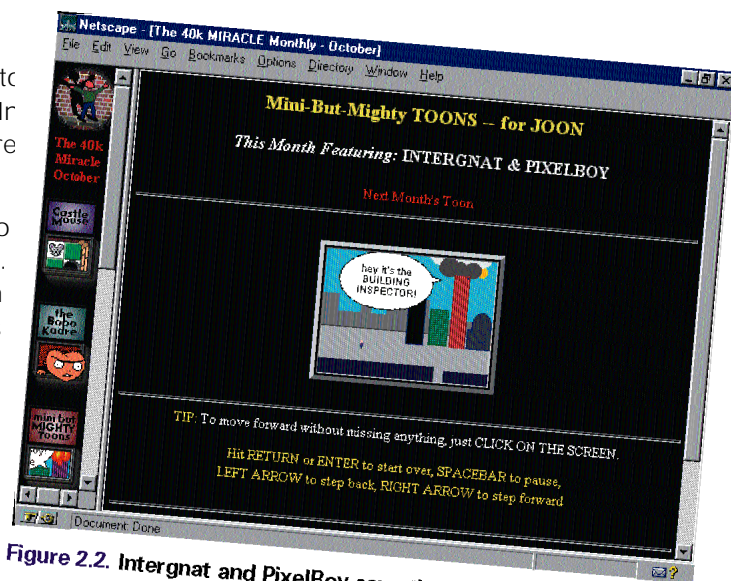 to
In
re
o
.
n
Netscape - [The 40k MIRACLE Monthly - October]
File Edit View Go Bookmarks Options Directory Window Help
The 40k
Miracle
October
Castle
Mouse
the
Bobo
Kadre
mini but
MIGHTY
Toons
Mini-But-Mighty TOONS -- for JOON
This Month Featuring: INTERGNAT & PIXELBOY
Next Month's Toon
hey it's the
BUILDING
INSPECTOR!
TIP: To move forward without missing anything, just CLICK ON THE SCREEN.
Hit RETURN or ENTER to start over, SPACEBAR to pause,
LEFT ARROW to step back, RIGHT ARROW to step forward
Document: Done
Figure 2.2. Intergnat and PixelBoy